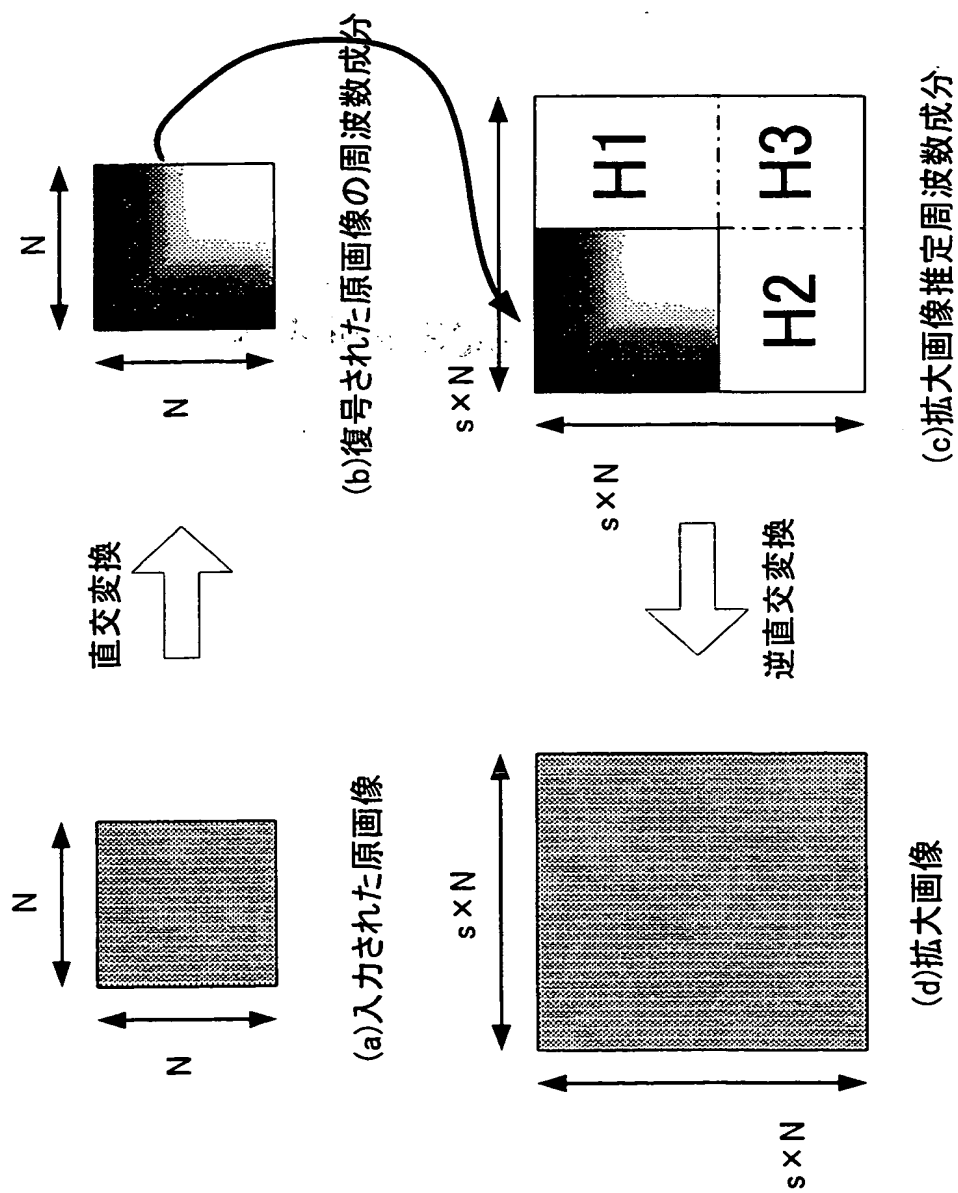 N
N
(a)入力された原画像
直交変換
N
N
(b)復号された原画像の周波数成分
s×N
s×N
H1
H2
H3
(c)拡大画像推定周波数成分
逆直交変換
s×N
s×N
(d)拡大画像